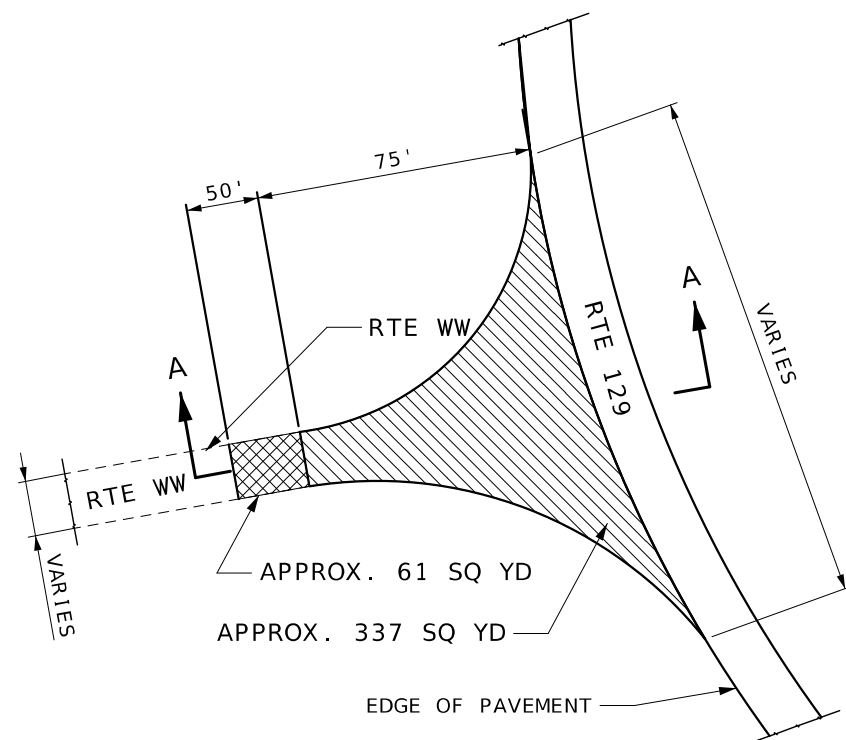 75'
50'
A
RTE WW
RTE 129
VARIES
A
RTE WW
VARIES
APPROX. 61 SQ YD
APPROX. 337 SQ YD
EDGE OF PAVEMENT